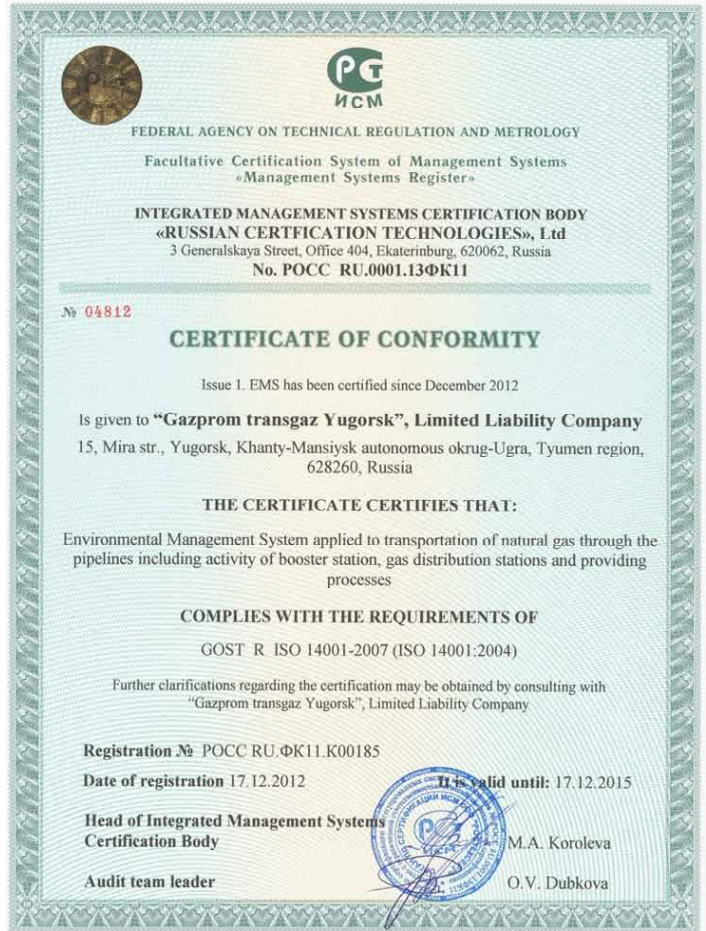 РСТ
ИСМ
FEDERAL AGENCY ON TECHNICAL REGULATION AND METROLOGY
Facultative Certification System of Management Systems
«Management Systems Register»
INTEGRATED MANAGEMENT SYSTEMS CERTIFICATION BODY
«RUSSIAN CERTFICATION TECHNOLOGIES», Ltd
3 Generalskaya Street, Office 404, Ekaterinburg, 620062, Russia
No. РОСС RU.0001.13ФК11
№ 04812
CERTIFICATE OF CONFORMITY
Issue 1. EMS has been certified since December 2012
Is given to “Gazprom transgaz Yugorsk”, Limited Liability Company
15, Mira str., Yugorsk, Khanty-Mansiysk autonomous okrug-Ugra, Tyumen region,
628260, Russia
THE CERTIFICATE CERTIFIES THAT:
Environmental Management System applied to transportation of natural gas through the
pipelines including activity of booster station, gas distribution stations and providing
processes
COMPLIES WITH THE REQUIREMENTS OF
GOST R ISO 14001-2007 (ISO 14001:2004)
Further clarifications regarding the certification may be obtained by consulting with
“Gazprom transgaz Yugorsk”, Limited Liability Company
Registration № РОСС RU.ФК11.К00185
Date of registration 17.12.2012 It is valid until: 17.12.2015
Head of Integrated Management Systems
Certification Body M.A. Koroleva
Audit team leader O.V. Dubkova